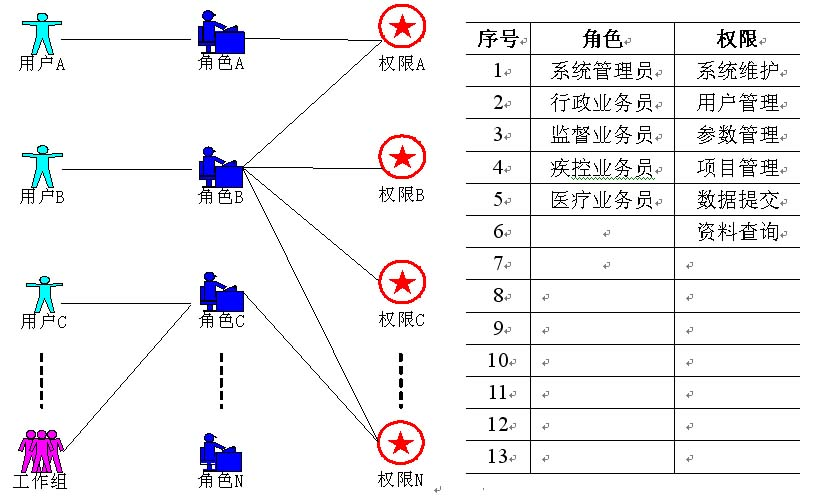 用户A 角色A 权限A
用户B 角色B 权限B
用户C 角色C 权限C
工作组 角色N 权限N
序号 角色 权限
1 系统管理员 系统维护
2 行政业务员 用户管理
3 监督业务员 参数管理
4 疾控业务员 项目管理
5 医疗业务员 数据提交
6 资料查询
7
8
9
10
11
12
13